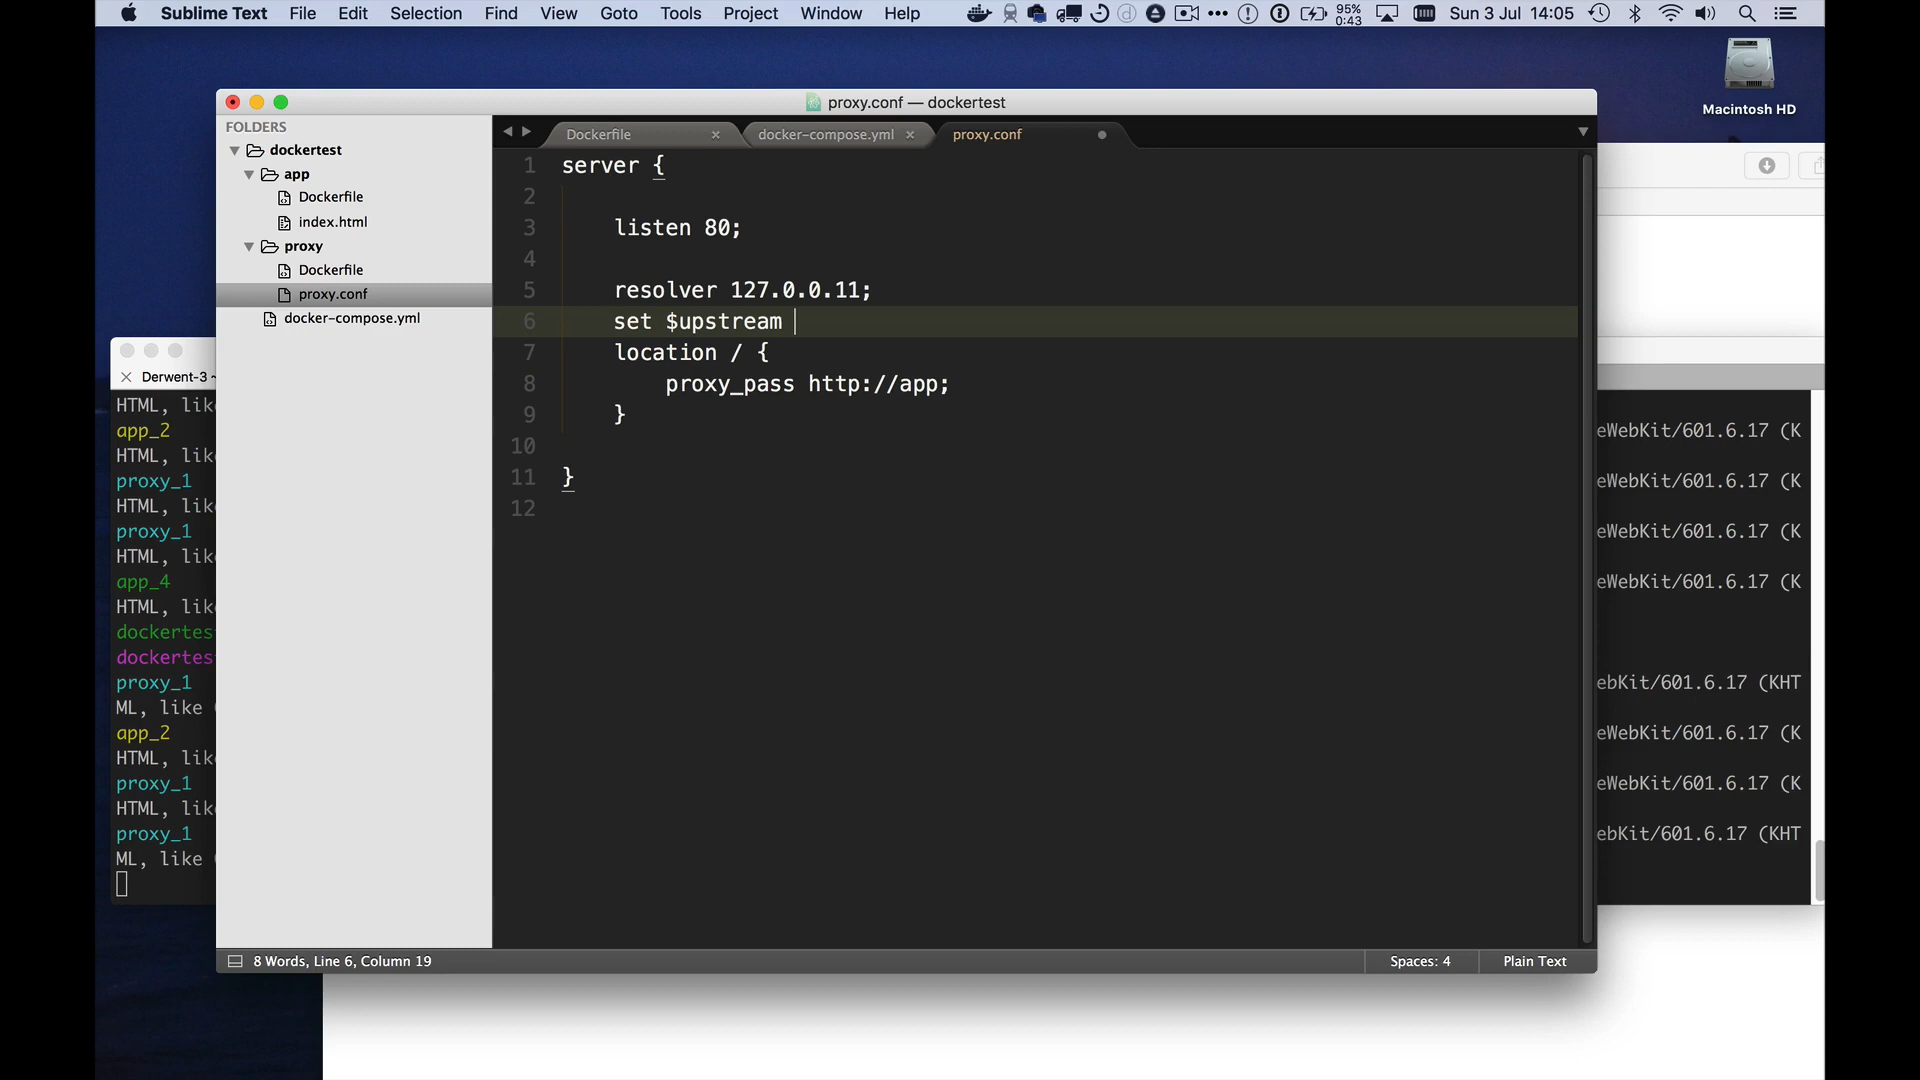 Sublime Text File Edit Selection Find View Goto Tools Project Window Help 95% 0:43 Sun 3 Jul 14:05
Macintosh HD
proxy.conf — dockertest
FOLDERS
dockertest
app
Dockerfile
index.html
proxy
Dockerfile
proxy.conf
docker-compose.yml
Dockerfile docker-compose.yml proxy.conf
1 server {
2
3 listen 80;
4
5 resolver 127.0.0.11;
6 set $upstream
7 location / {
8 proxy_pass http://app;
9 }
10
11 }
12
Derwent-3 ~
HTML, like
app_2 eWebKit/601.6.17 (K
HTML, like
proxy_1 eWebKit/601.6.17 (K
HTML, like
proxy_1 eWebKit/601.6.17 (K
HTML, like
app_4 eWebKit/601.6.17 (K
HTML, like
dockertes
dockertes
proxy_1 ebKit/601.6.17 (KHT
ML, like
app_2 eWebKit/601.6.17 (K
HTML, like
proxy_1 eWebKit/601.6.17 (K
HTML, like
proxy_1 ebKit/601.6.17 (KHT
ML, like
8 Words, Line 6, Column 19 Spaces: 4 Plain Text